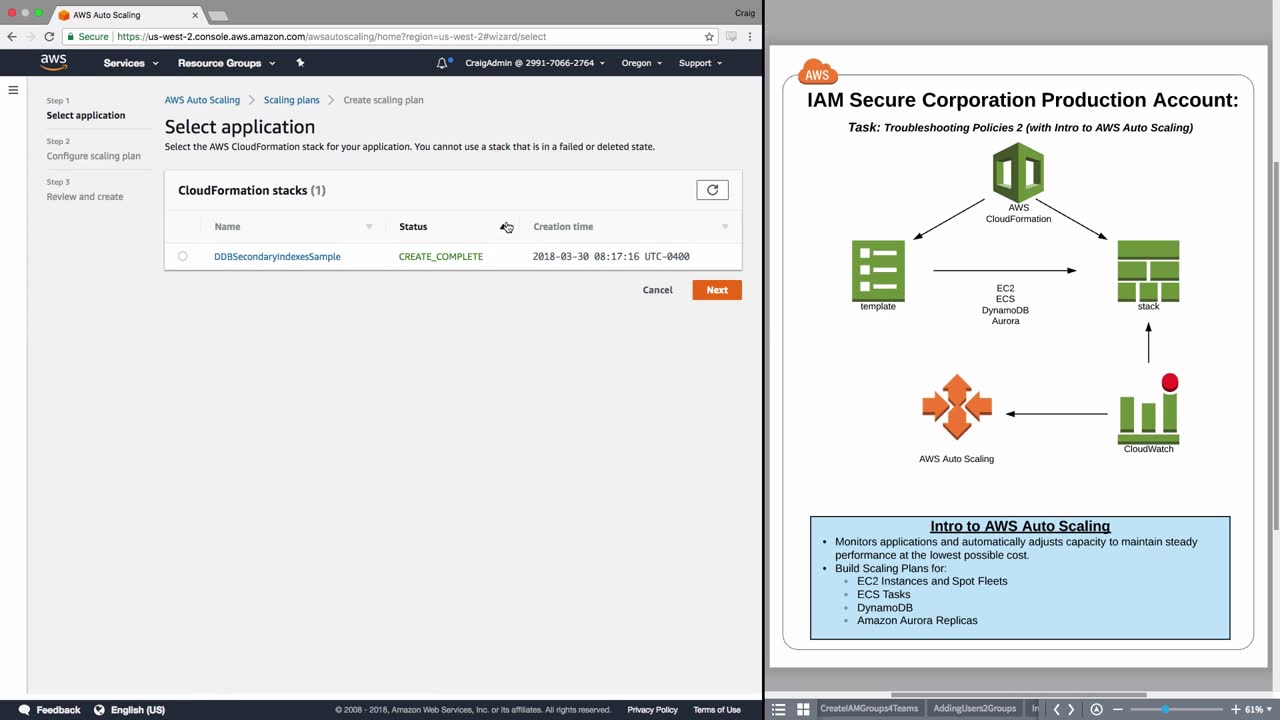 AWS Auto Scaling
Craig
Secure
https://us-west-2.console.aws.amazon.com/awsautoscaling/home?region=us-west-2#wizard/select
aws
Services
Resource Groups
CraigAdmin @ 2991-7066-2764
Oregon
Support
Step 1
Select application
Step 2
Configure scaling plan
Step 3
Review and create
AWS Auto Scaling
Scaling plans
Create scaling plan
Select application
Select the AWS CloudFormation stack for your application. You cannot use a stack that is in a failed or deleted state.
CloudFormation stacks (1)
Name
Status
Creation time
DDBSecondaryIndexesSample
CREATE_COMPLETE
2018-03-30 08:17:16 UTC-0400
Cancel
Next
Feedback
English (US)
© 2008 - 2018, Amazon Web Services, Inc. or its affiliates. All rights reserved.
Privacy Policy
Terms of Use
AWS
IAM Secure Corporation Production Account:
Task: Troubleshooting Policies 2 (with Intro to AWS Auto Scaling)
AWS
CloudFormation
template
EC2
ECS
DynamoDB
Aurora
stack
AWS Auto Scaling
CloudWatch
Intro to AWS Auto Scaling
• Monitors applications and automatically adjusts capacity to maintain steady
performance at the lowest possible cost.
• Build Scaling Plans for:
◦ EC2 Instances and Spot Fleets
◦ ECS Tasks
◦ DynamoDB
◦ Amazon Aurora Replicas
CreateIAMGroups4Teams
AddingUsers2Groups
61%